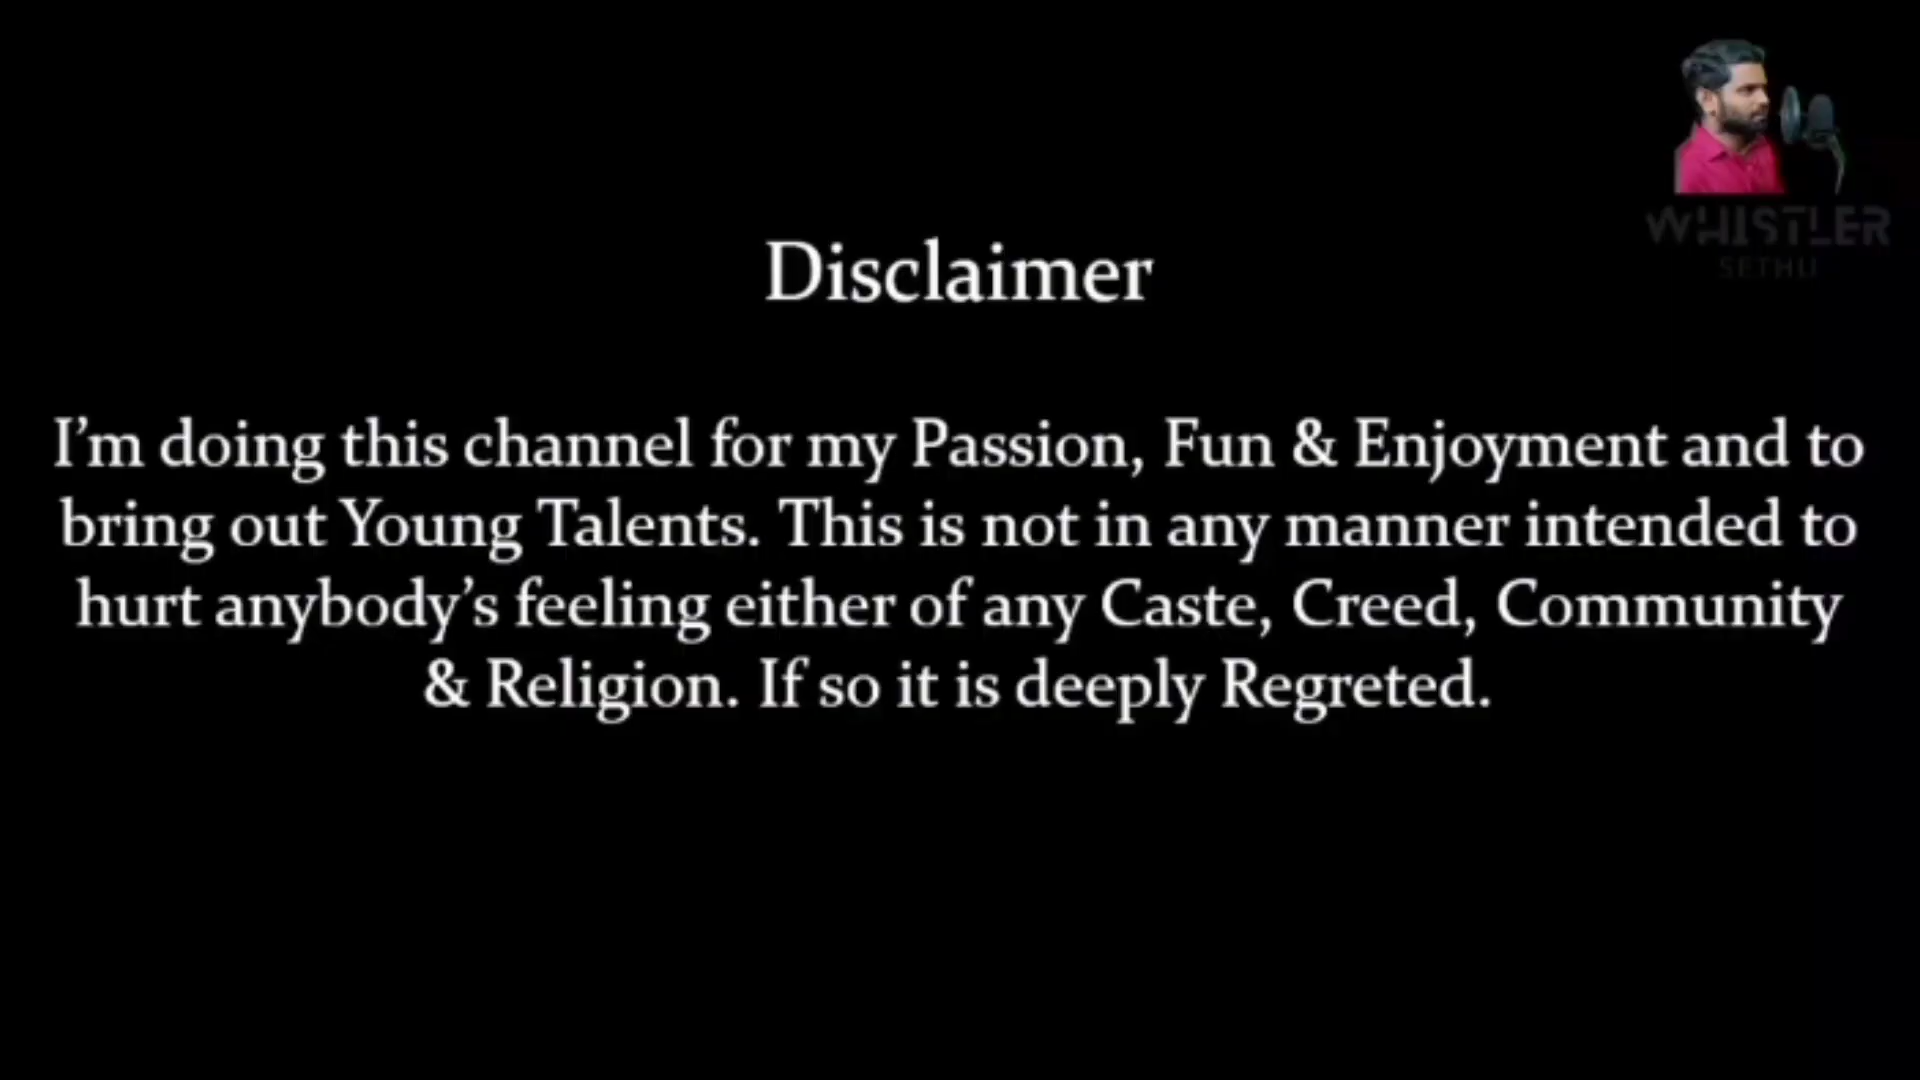 WHISTLER
SETHU
Disclaimer
I'm doing this channel for my Passion, Fun & Enjoyment and to
bring out Young Talents. This is not in any manner intended to
hurt anybody's feeling either of any Caste, Creed, Community
& Religion. If so it is deeply Regreted.